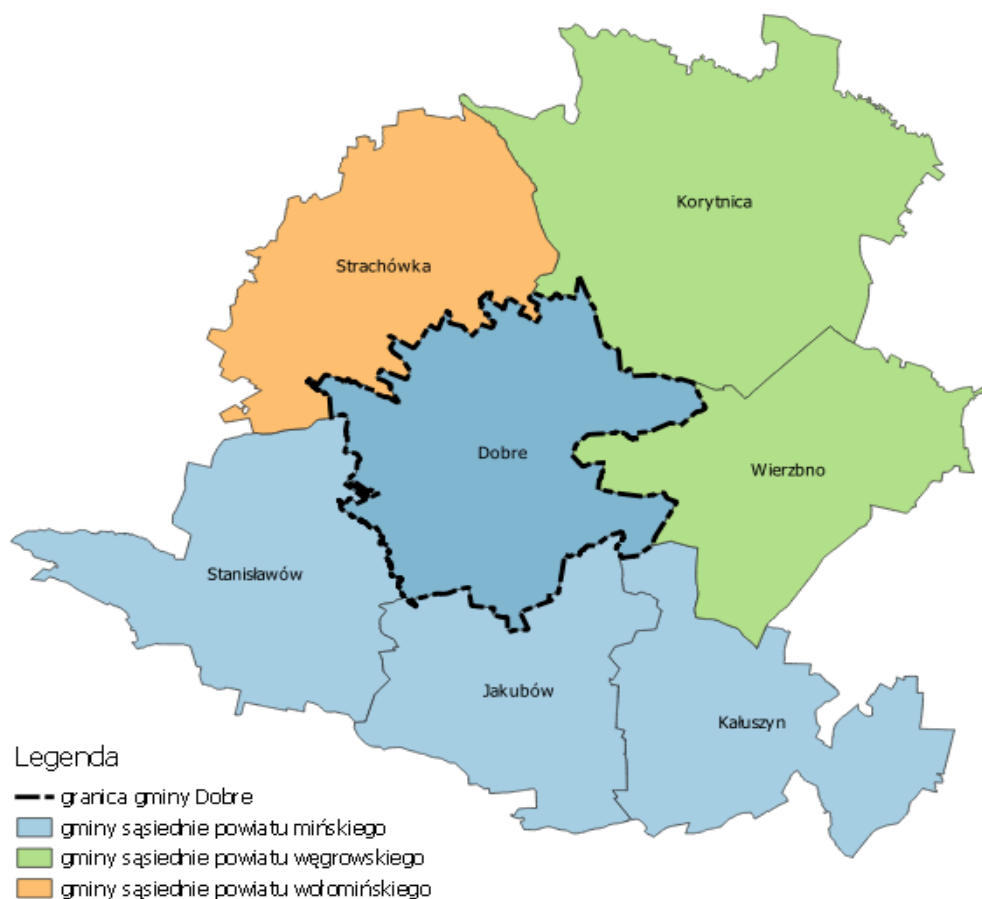 Korytnica
Strachówka
Dobre
Wierzbno
Stanisławów
Jakubów
Kałuszyn
Legenda
granica gminy Dobre
gminy sąsiednie powiatu mińskiego
gminy sąsiednie powiatu węgrowskiego
gminy sąsiednie powiatu wołomińskiego